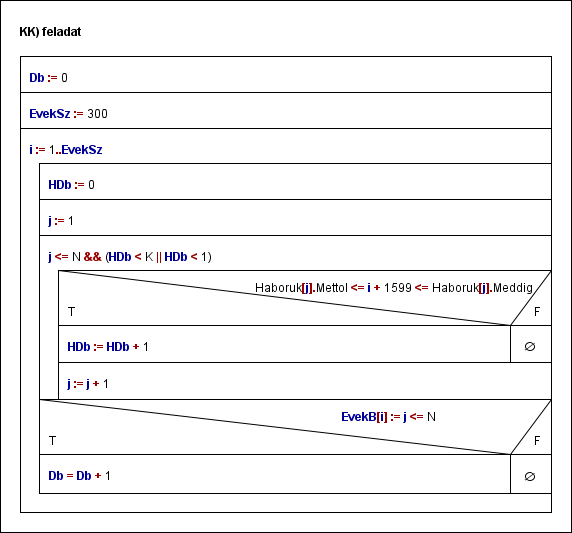 KK) feladat
Db := 0
EvekSz := 300
i := 1..EvekSz
HDb := 0
j := 1
j <= N && (HDb < K || HDb < 1)
Haboruk[j].Mettol <= i + 1599 <= Haboruk[j].Meddig
T F
HDb := HDb + 1 ∅
j := j + 1
EvekB[i] := j <= N
T F
Db = Db + 1 ∅